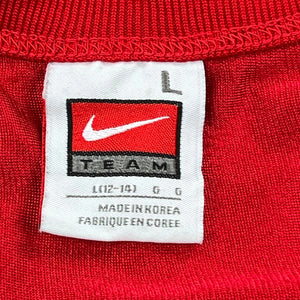 L
TEAM
L(12-14) G G
MADE IN KOREA
FABRIQUE EN COREE